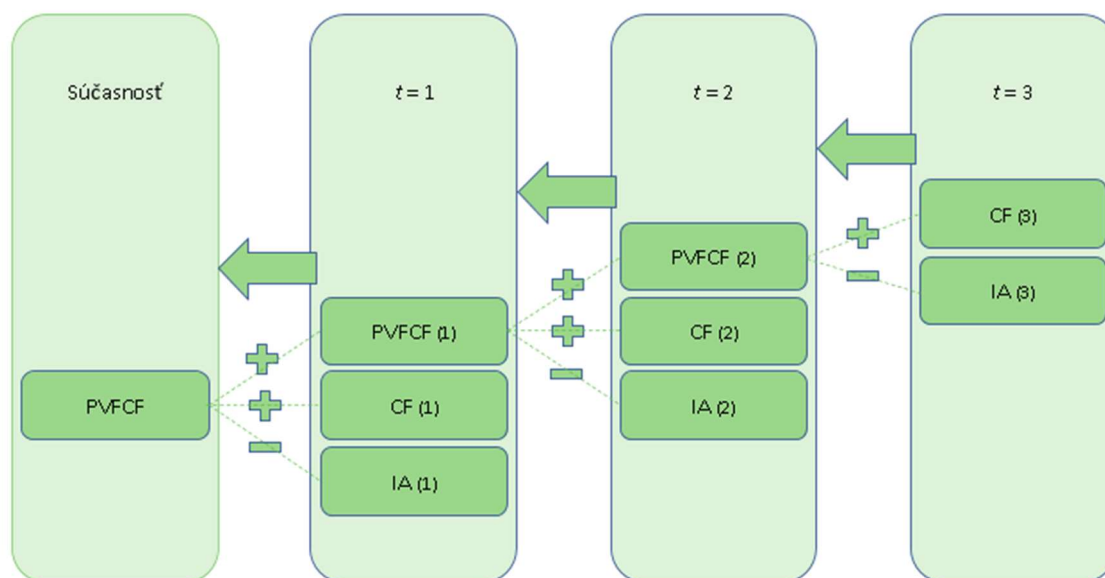 Súčasnosť
PVFCF
t = 1
PVFCF (1)
CF (1)
IA (1)
t = 2
PVFCF (2)
CF (2)
IA (2)
t = 3
CF (3)
IA (3)